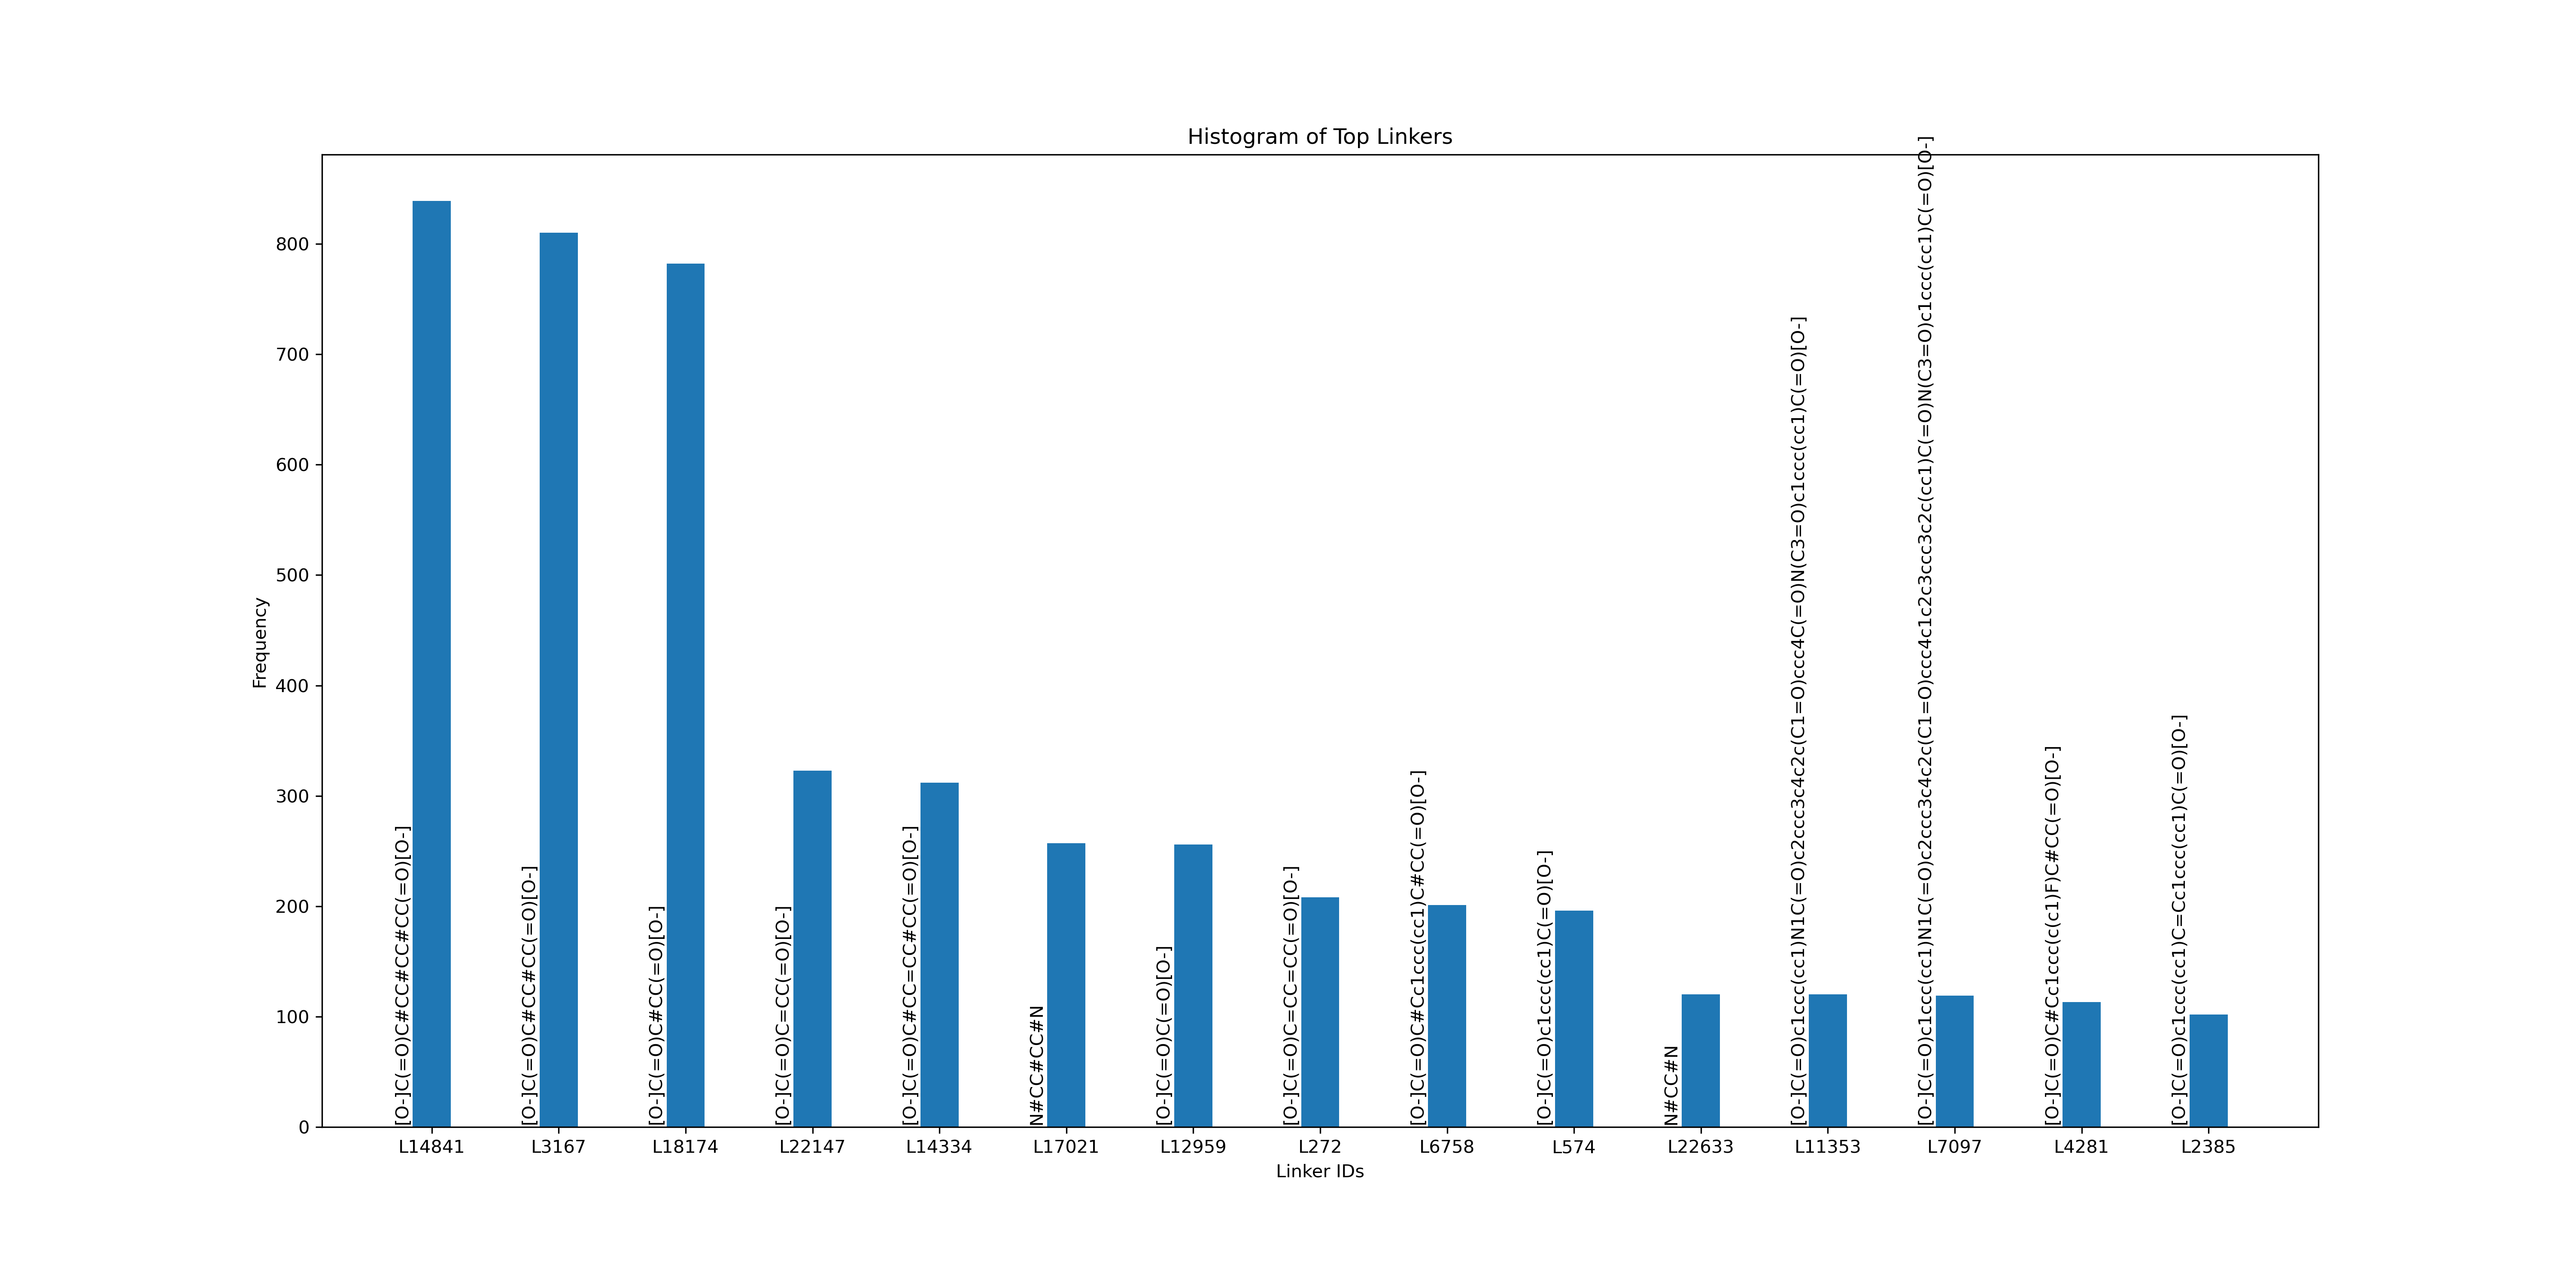 Histogram of Top Linkers
Frequency
800
700
600
500
400
300
200
100
0
[O-]C(=O)C#CC#CC#CC#CC(=O)[O-]
[O-]C(=O)C#CC#CC(=O)[O-]
[O-]C(=O)C#CC(=O)[O-]
[O-]C(=O)C=CC(=O)[O-]
[O-]C(=O)C#CC=CC#CC(=O)[O-]
N#CC#CC#N
[O-]C(=O)C(=O)[O-]
[O-]C(=O)C=CC=CC(=O)[O-]
[O-]C(=O)C#Cc1ccc(cc1)C#CC(=O)[O-]
[O-]C(=O)c1ccc(cc1)C(=O)[O-]
N#CC#N
[O-]C(=O)c1ccc(cc1)N1C(=O)c2ccc3c4c2c(C1=O)ccc4C(=O)N(C3=O)c1ccc(cc1)C(=O)[O-]
[O-]C(=O)c1ccc(cc1)N1C(=O)c2ccc3c4c2c(C1=O)ccc4c1c2c3ccc3c2c(cc1)C(=O)N(C3=O)c1ccc(cc1)C(=O)[O-]
[O-]C(=O)C#Cc1ccc(c(c1)F)C#CC(=O)[O-]
[O-]C(=O)c1ccc(cc1)C=Cc1ccc(cc1)C(=O)[O-]
L14841 L3167 L18174 L22147 L14334 L17021 L12959 L272 L6758 L574 L22633 L11353 L7097 L4281 L2385
Linker IDs